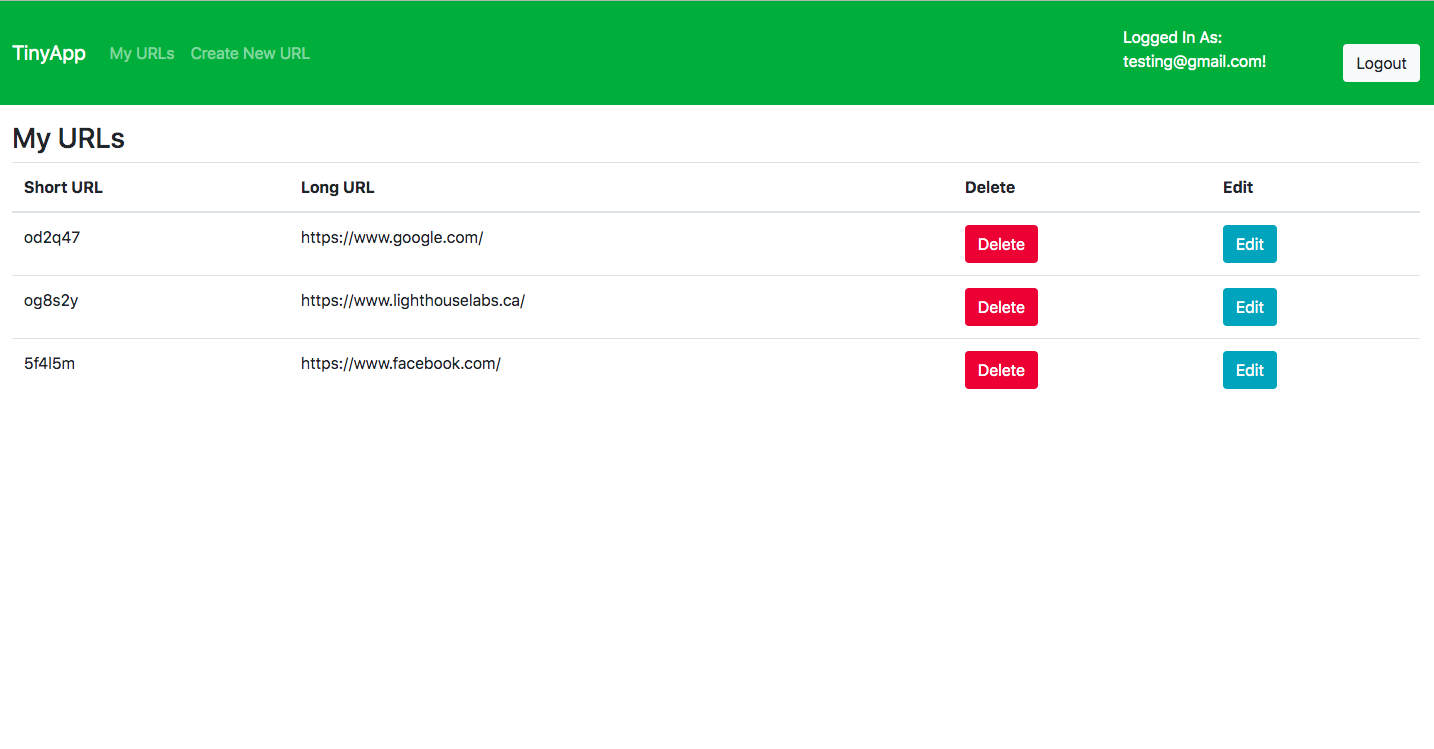 TinyApp My URLs Create New URL
Logged In As:
testing@gmail.com!
Logout
My URLs
Short URL Long URL Delete Edit
od2q47 https://www.google.com/ Delete Edit
og8s2y https://www.lighthouselabs.ca/ Delete Edit
5f4l5m https://www.facebook.com/ Delete Edit